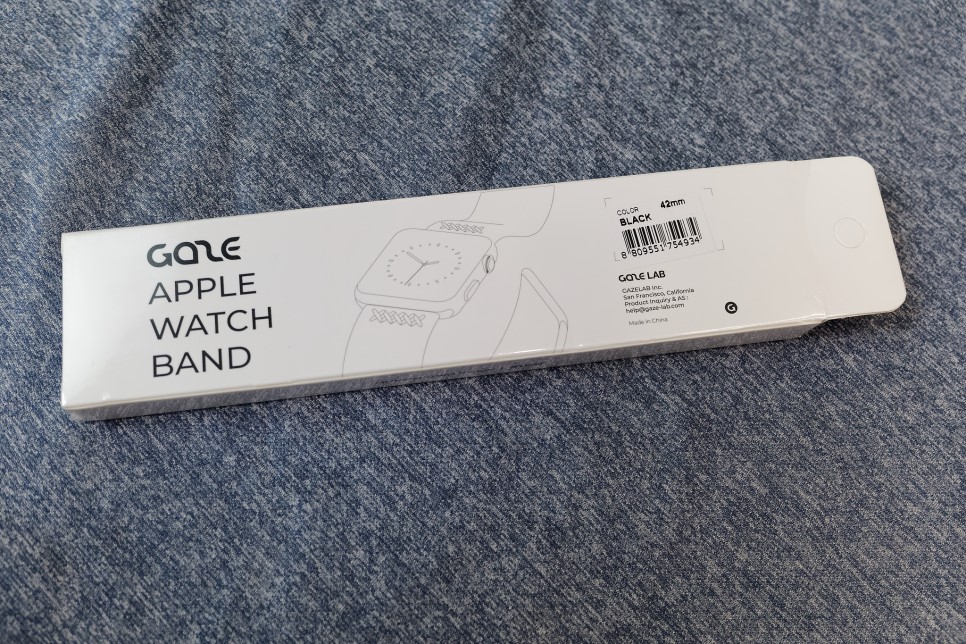 GAZE
APPLE
WATCH
BAND
COLOR
BLACK 42mm
8 809551 754934
GAZE LAB
GAZELAB Inc.
San Francisco, California
Product Inquiry & AS :
help@gaze-lab.com
Made in China
G